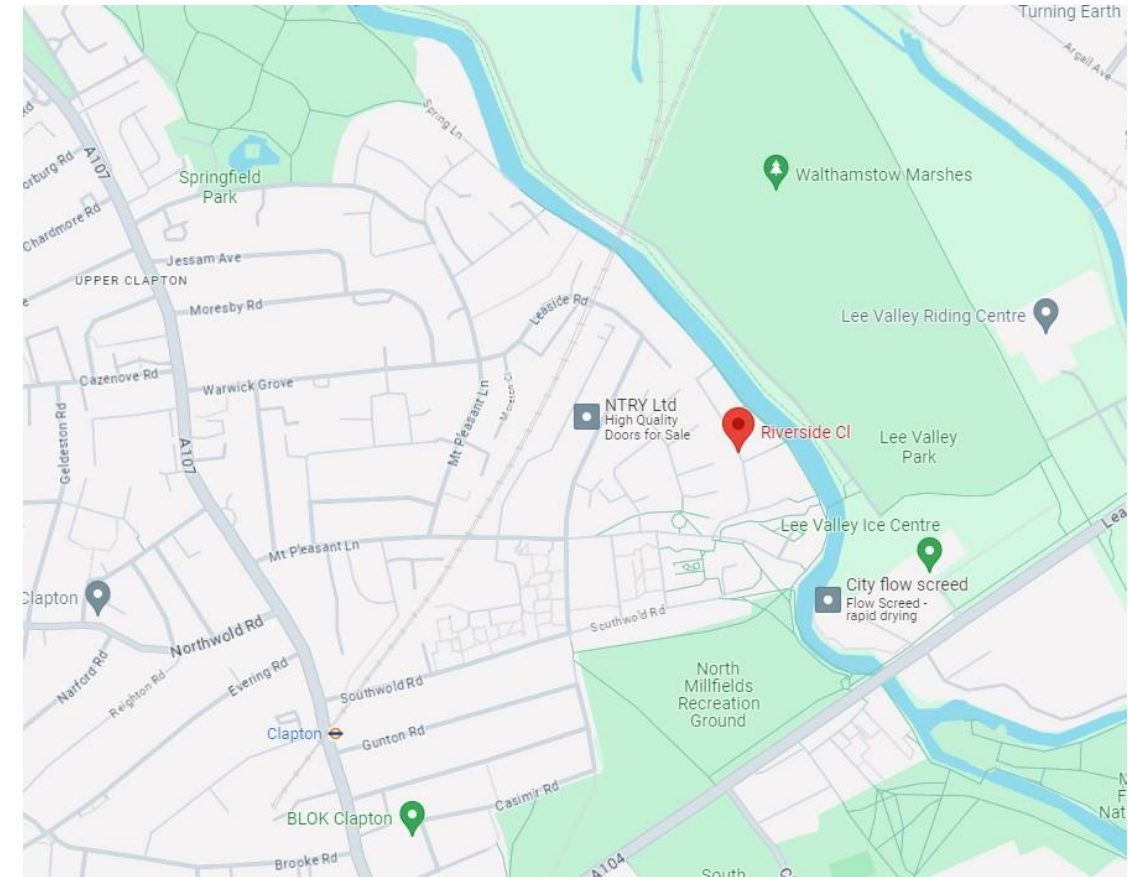 Turning Earth
Argall Ave
Spring Ln
A107
orburg Rd
Springfield
Park
Walthamstow Marshes
Chardmore Rd
Jessam Ave
UPPER CLAPTON
Moresby Rd
Leaside Rd
Lee Valley Riding Centre
Cazenove Rd
Warwick Grove
Moresby Cl
Mt Pleasant Ln
NTRY Ltd
High Quality
Doors for Sale
Riverside Cl
Lee Valley
Park
Geldeston Rd
A107
Lee Valley Ice Centre
Lea
Mt Pleasant Ln
City flow screed
Flow Screed -
rapid drying
Clapton
Northwold Rd
Southwold Rd
Narford Rd
Reighton Rd
Evering Rd
Southwold Rd
North
Millfields
Recreation
Ground
Clapton
Gunton Rd
Casimir Rd
BLOK Clapton
Brooke Rd
A104
South
Nat